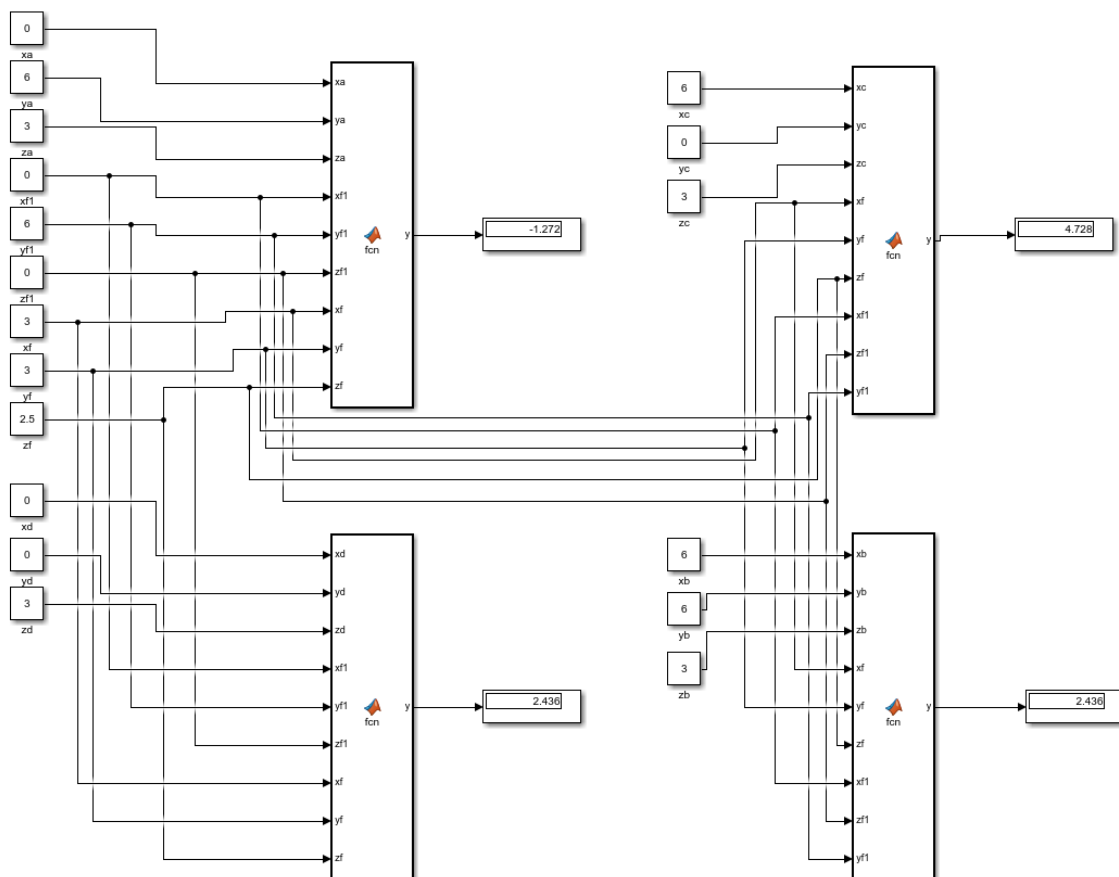 0
xa
6
ya
3
za
0
xf1
6
yf1
0
zf1
3
xf
3
yf
2.5
zf
xa
ya
za
xf1
yf1
zf1
xf
yf
zf
fcn
y
-1.272
6
xc
0
yc
3
zc
xc
yc
zc
xf
yf
zf
xf1
zf1
yf1
fcn
y
4.728
0
xd
0
yd
3
zd
xd
yd
zd
xf1
yf1
zf1
xf
yf
zf
fcn
y
2.436
6
xb
6
yb
3
zb
xb
yb
zb
xf
yf
zf
xf1
zf1
yf1
fcn
y
2.436